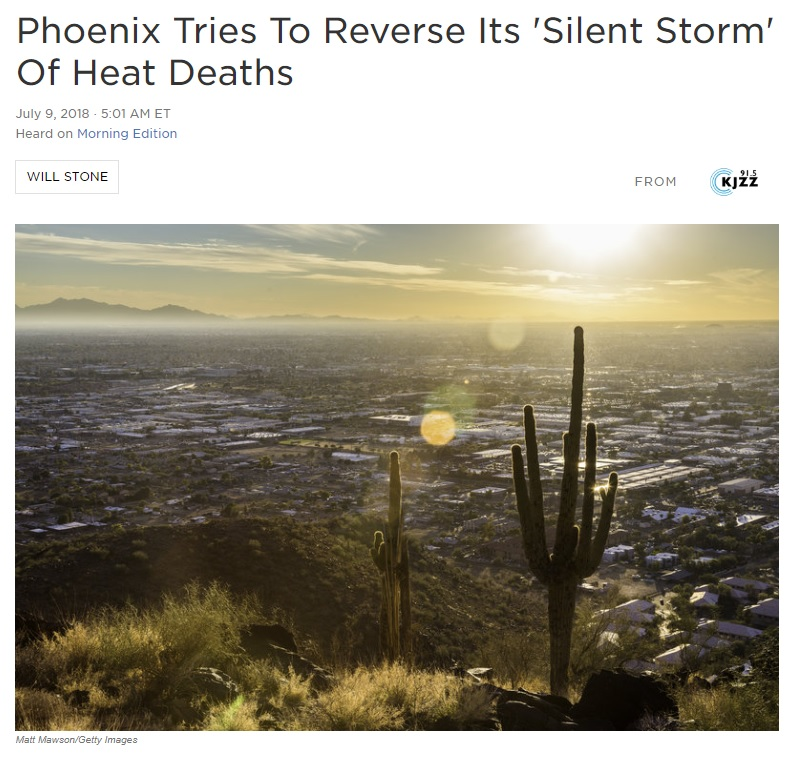 Phoenix Tries To Reverse Its 'Silent Storm'
Of Heat Deaths
July 9, 2018 · 5:01 AM ET
Heard on Morning Edition
WILL STONE
FROM
91.5
KJZZ
Matt Mawson/Getty Images